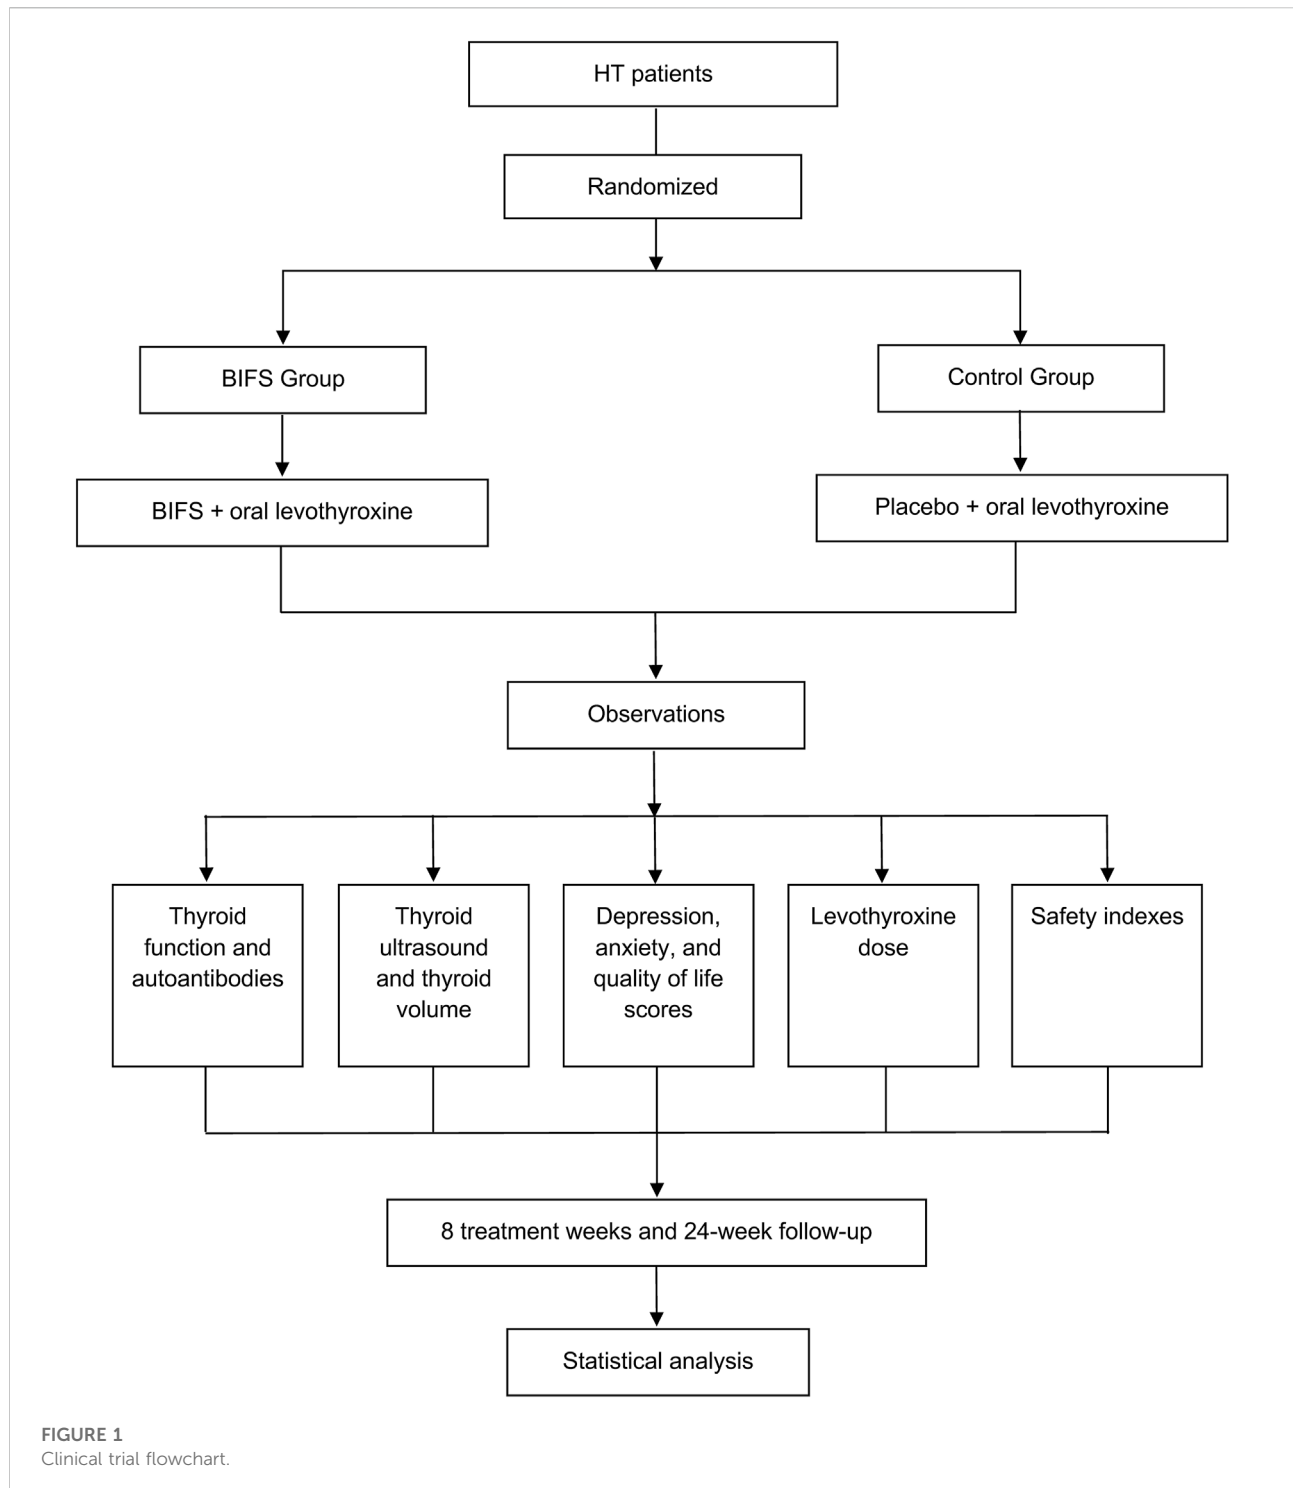 HT patients
Randomized
BIFS Group
Control Group
BIFS + oral levothyroxine
Placebo + oral levothyroxine
Observations
Thyroid
function and
autoantibodies
Thyroid
ultrasound
and thyroid
volume
Depression,
anxiety, and
quality of life
scores
Levothyroxine
dose
Safety indexes
8 treatment weeks and 24-week follow-up
Statistical analysis
FIGURE 1
Clinical trial flowchart.